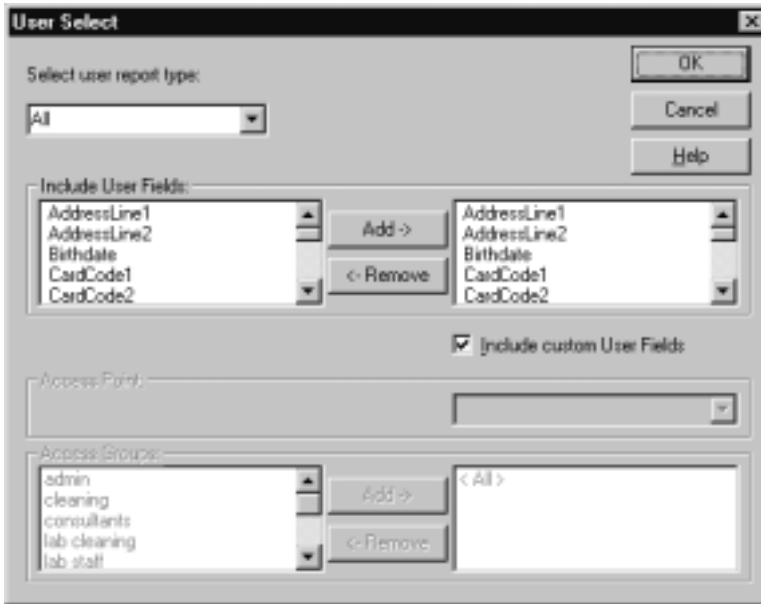 User Select
Select user report type:
OK
All
Cancel
Help
Include User Fields:
AddressLine1
AddressLine2
Birthdate
CardCode1
CardCode2
Add ->
<- Remove
AddressLine1
AddressLine2
Birthdate
CardCode1
CardCode2
Include custom User Fields
Access Point:
Access Groups:
admin
cleaning
consultants
lab cleaning
lab staff
Add ->
<- Remove
< All >